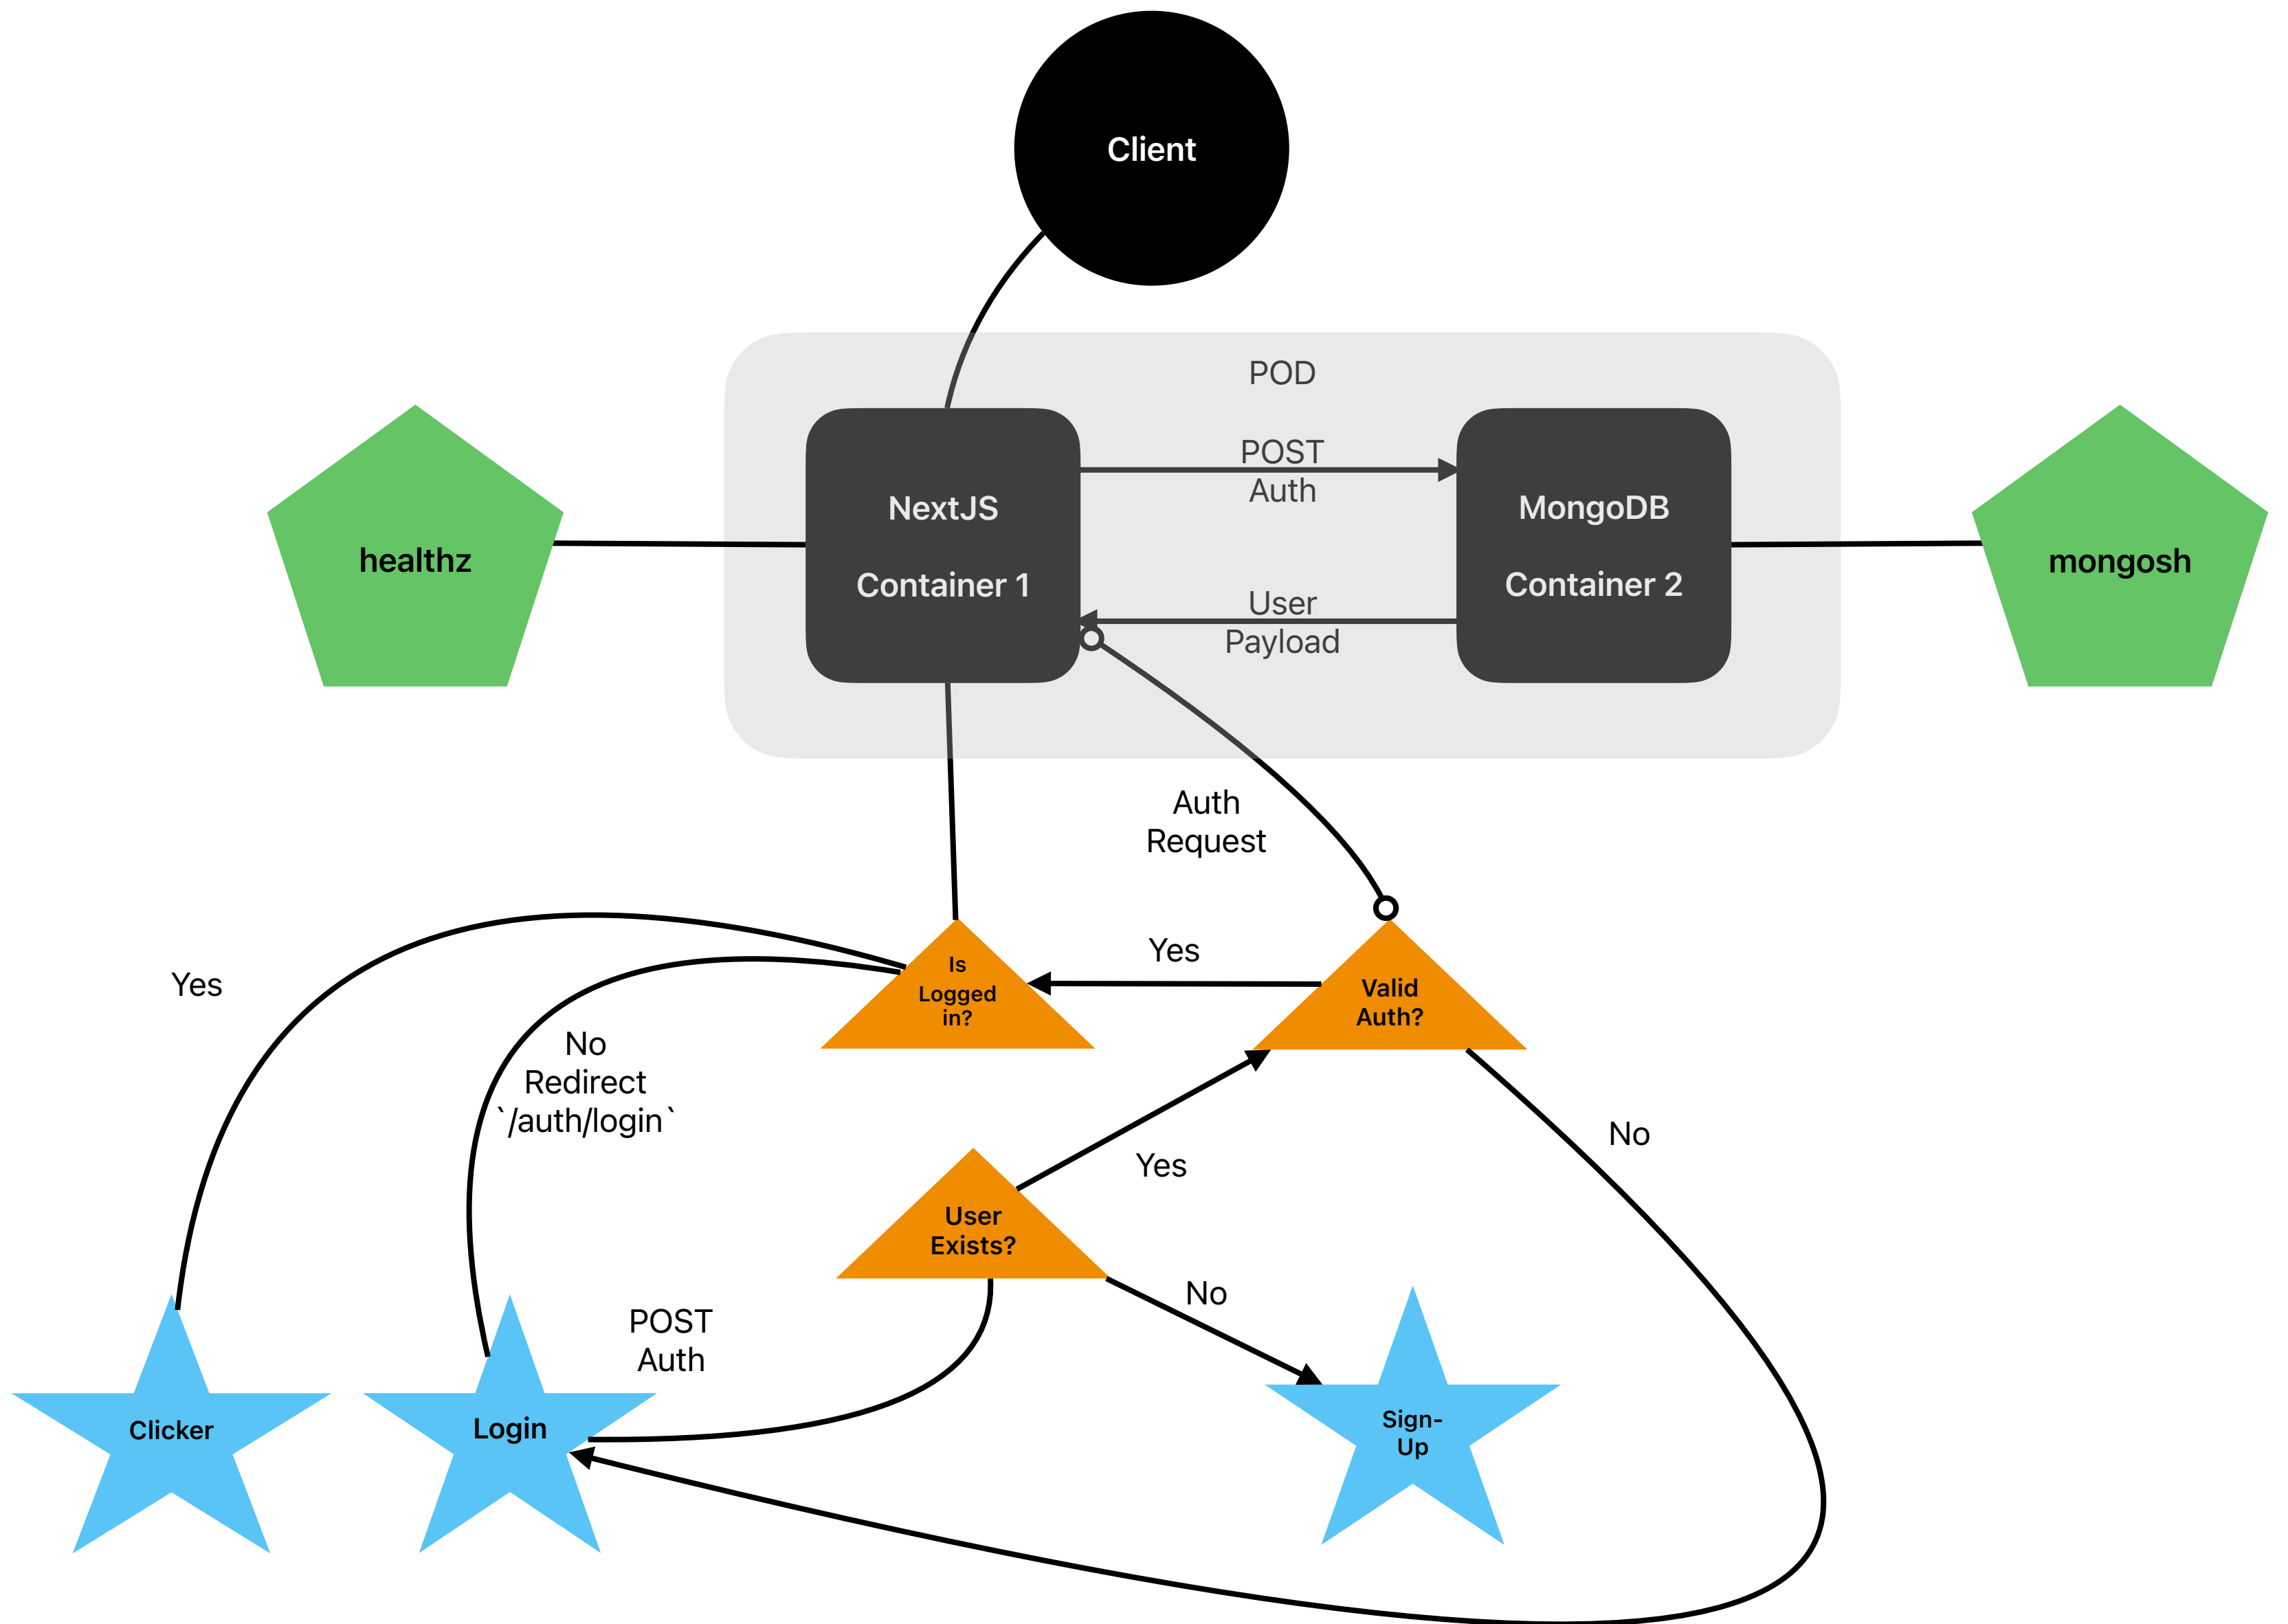 Client
POD
POST
Auth
NextJS
Container 1
MongoDB
Container 2
healthz
mongosh
User
Payload
Auth
Request
Yes
Is
Logged
in?
Yes
Valid
Auth?
No
Redirect
`/auth/login`
No
Yes
User
Exists?
No
POST
Auth
Clicker
Login
Sign-
Up